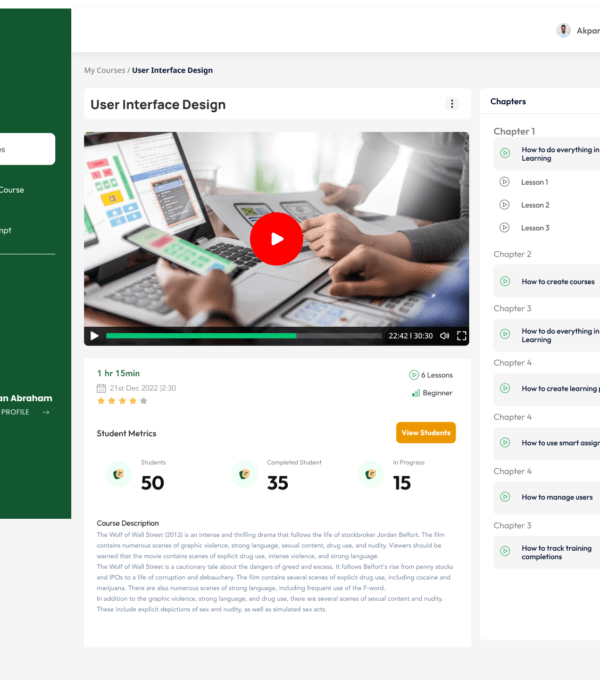 Akpan
My Courses / User Interface Design
User Interface Design
Course
mpt
an Abraham
PROFILE →
22:42 I 30:30
1 hr 15min
21st Dec 2022 |2:30
6 Lessons
Beginner
Student Metrics
View Students
Students
50
Completed Student
35
In Progress
15
Course Description
The Wolf of Wall Street (2013) is an intense and thrilling drama that follows the life of stockbroker Jordan Belfort. The film
contains numerous scenes of graphic violence, strong language, sexual content, drug use, and nudity. Viewers should be
warned that the movie contains scenes of explicit drug use, intense violence, and strong language.
The Wolf of Wall Street is a cautionary tale about the dangers of greed and excess. It follows Belfort's rise from penny stocks
and IPOs to a life of corruption and debauchery. The film contains several scenes of explicit drug use, including cocaine and
marijuana. There are also numerous scenes of strong language, including frequent use of the F-word.
In addition to the graphic violence, strong language, and drug use, there are several scenes of sexual content and nudity.
These include explicit depictions of sex and nudity, as well as simulated sex acts.
Chapters
Chapter 1
How to do everything in
Learning
Lesson 1
Lesson 2
Lesson 3
Chapter 2
How to create courses
Chapter 3
How to do everything in
Learning
Chapter 4
How to create learning
Chapter 4
How to use smart assign
Chapter 4
How to manage users
Chapter 3
How to track training
completions